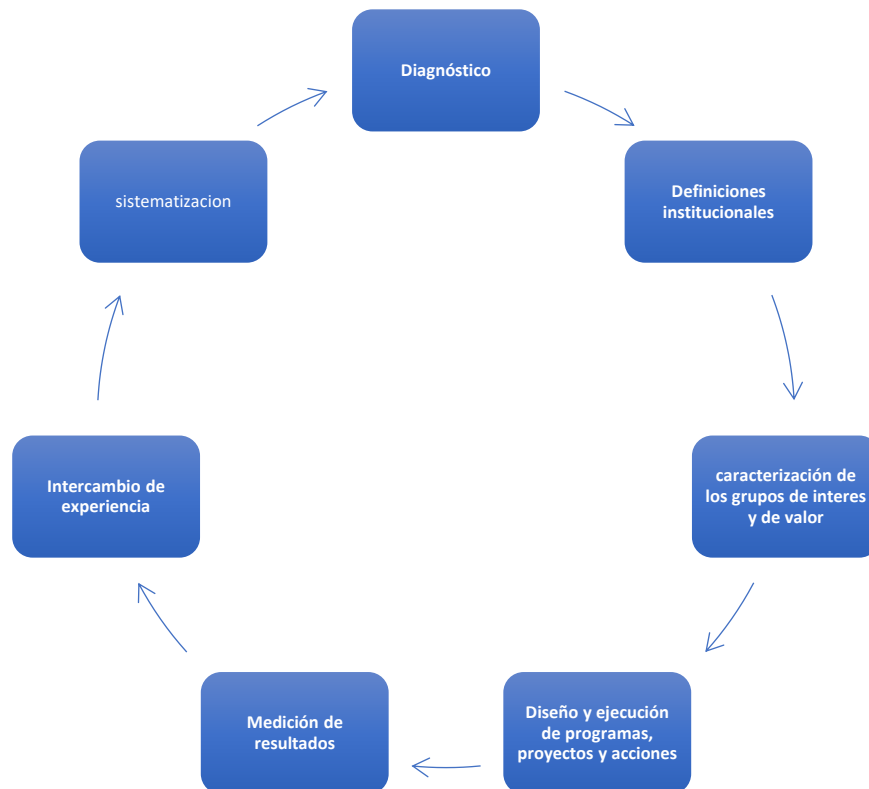 Diagnóstico
Definiciones
institucionales
caracterización de
los grupos de interes
y de valor
Diseño y ejecución
de programas,
proyectos y acciones
Medición de
resultados
Intercambio de
experiencia
sistematizacion